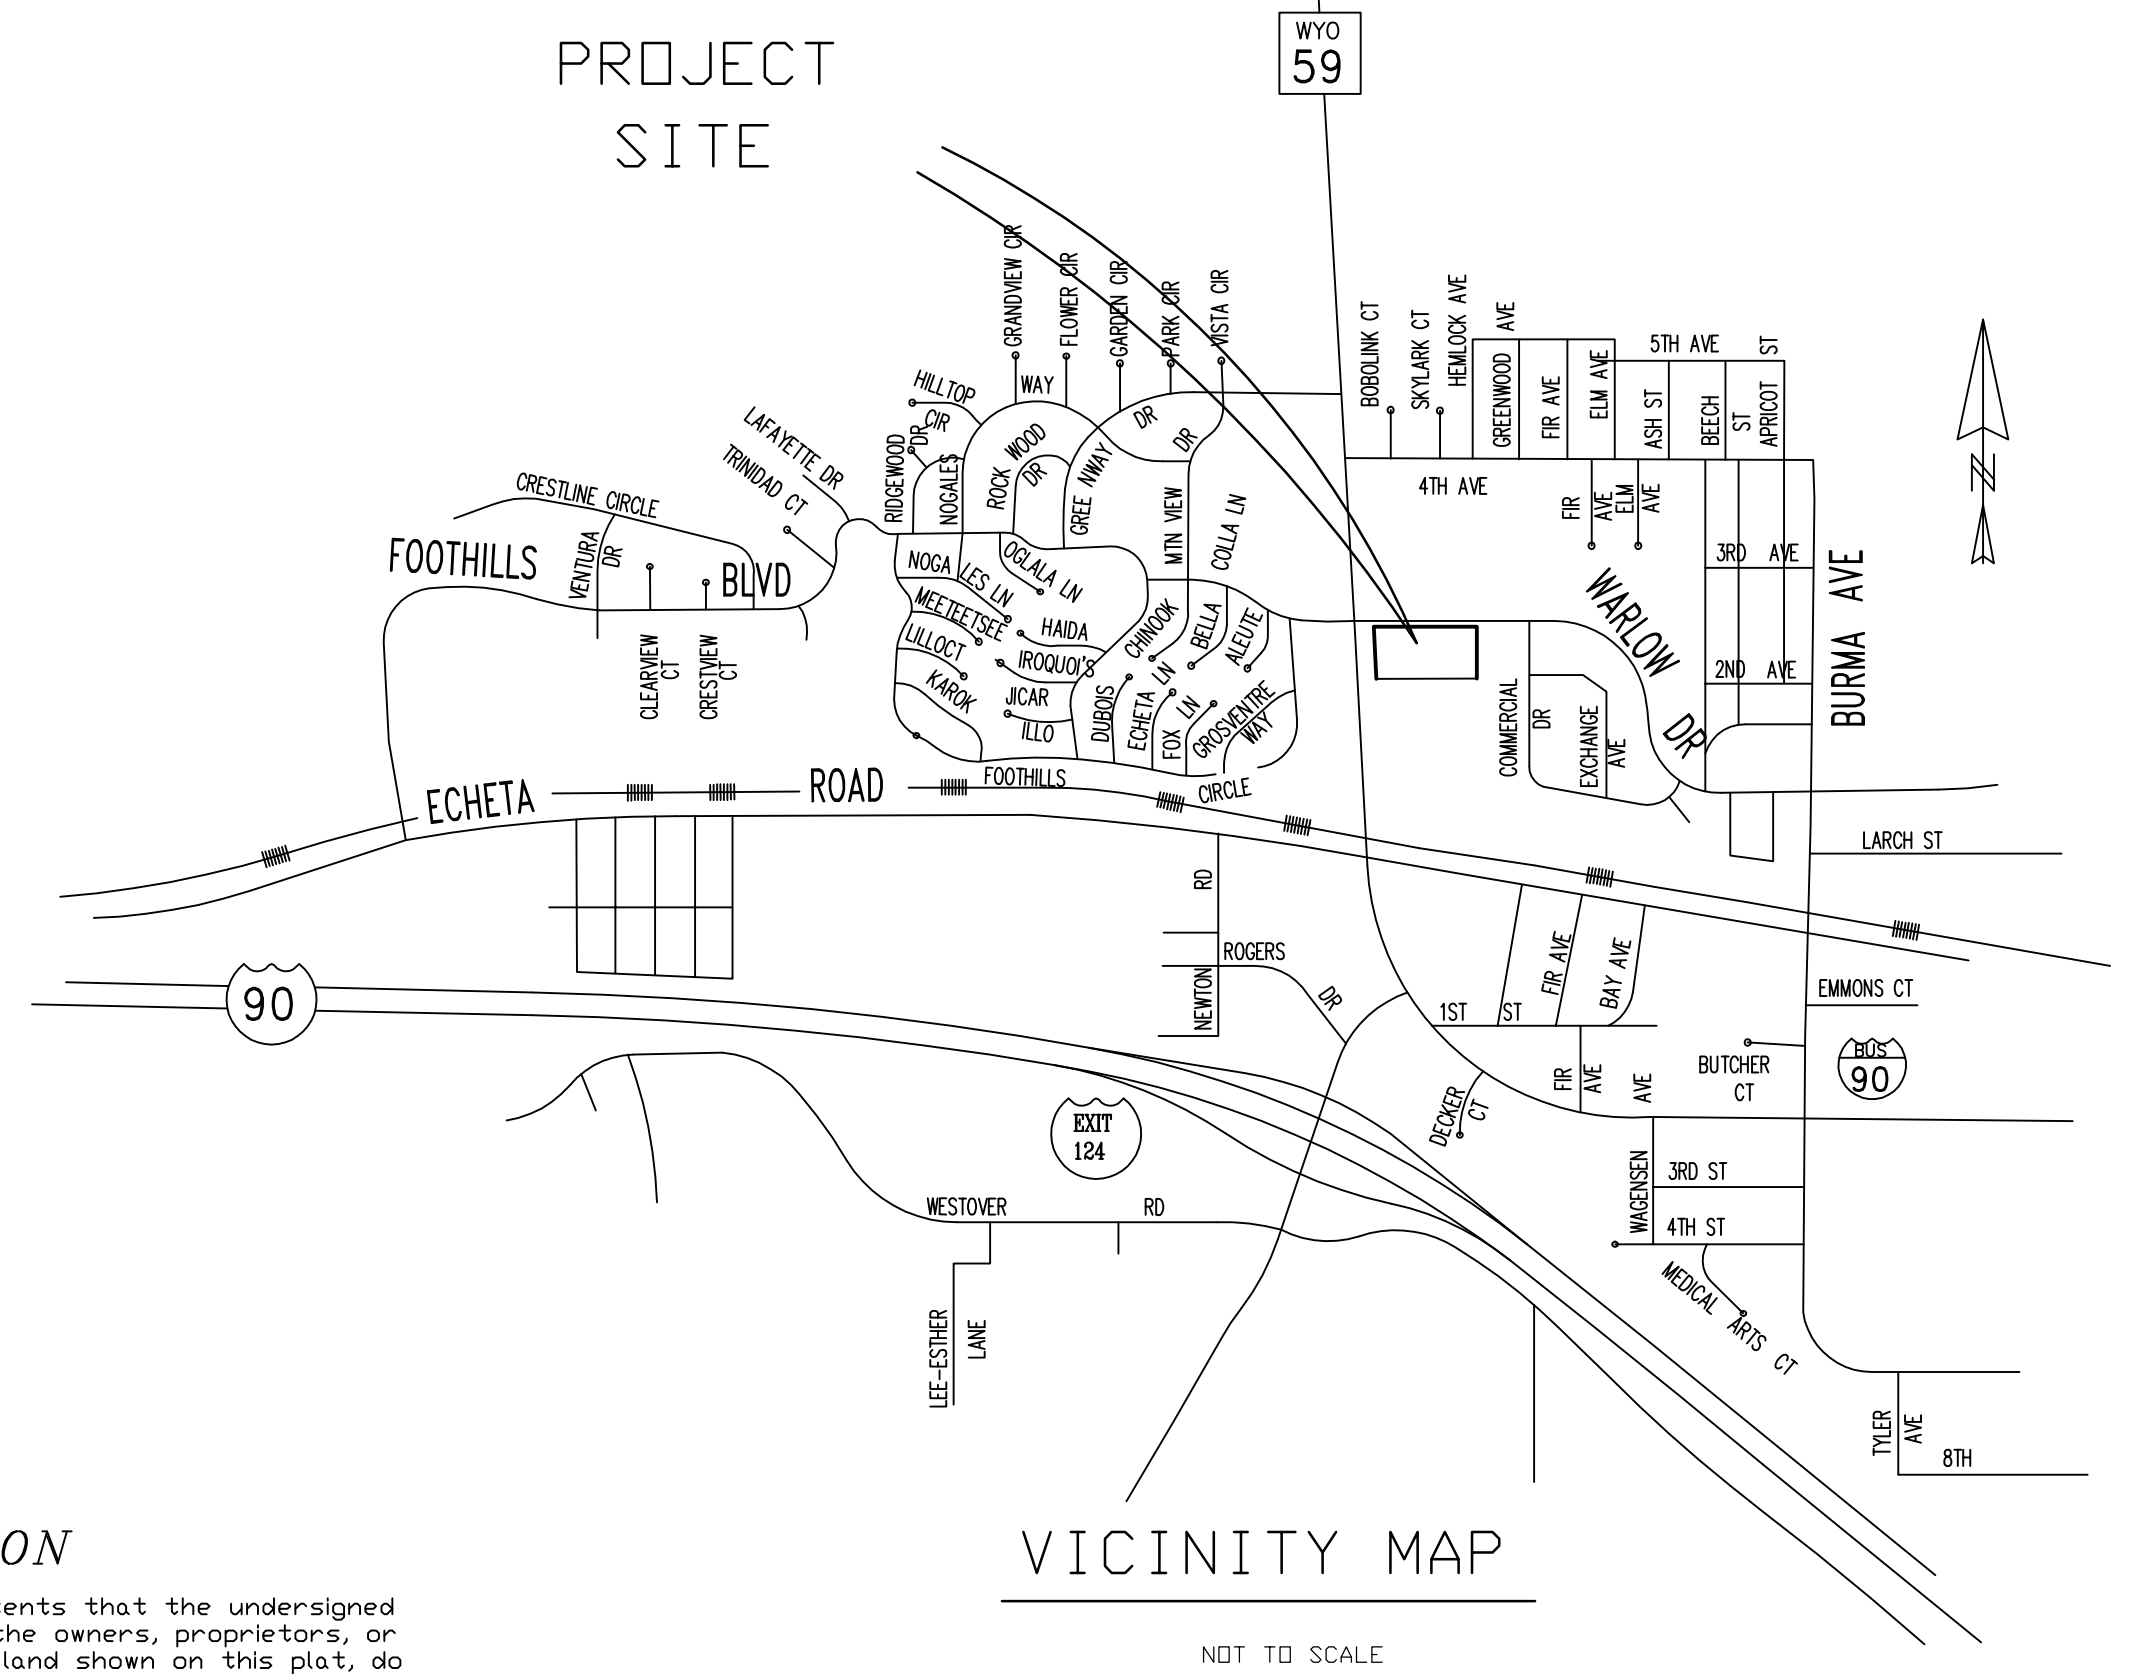 PROJECT
SITE
WYO
59
GRANDVIEW CIR
FLOWER CIR
GARDEN CIR
PARK CIR
VISTA CIR
BOBOLINK CT
SKYLARK CT
HEMLOCK AVE
GREENWOOD AVE
FIR AVE
ELM AVE
5TH AVE
ASH ST
BEECH ST
APRICOT ST
HILLTOP
CIR
WAY
DR
DR
LAFAYETTE DR
TRINIDAD CT
RIDGEWOOD
DR
NOGALES
ROCK WOOD
DR
GREE NWAY
MTN VIEW
COLLA LN
4TH AVE
FIR
AVE
ELM
AVE
3RD AVE
2ND AVE
BURMA AVE
WARLOW DR
N
CRESTLINE CIRCLE
FOOTHILLS BLVD
VENTURA
DR
CLEARVIEW
CT
CRESTVIEW
CT
NOGA
LES LN
OGLALA LN
MEETEETSEE
LILLOCT
KAROK
HAIDA
IROQUOI'S
JICAR
ILLO
CHINOOK
LN
BELLA
ALEUTE
DUBOIS
ECHETA
FOX LN
GROSVENTRE
WAY
COMMERCIAL
DR
EXCHANGE
AVE
ECHETA ROAD
FOOTHILLS
CIRCLE
LARCH ST
RD
NEWTON
ROGERS
DR
FIR AVE
BAY AVE
1ST ST
EMMONS CT
90
BUTCHER
CT
BUS
90
FIR
AVE
AVE
DECKER
CT
EXIT
124
WAGENSEN
3RD ST
4TH ST
WESTOVER RD
MEDICAL ARTS CT
LEE-ESTHER
LANE
TYLER
AVE
8TH
VICINITY MAP
NOT TO SCALE
ON
ents that the undersigned
the owners, proprietors, or
land shown on this plat, do